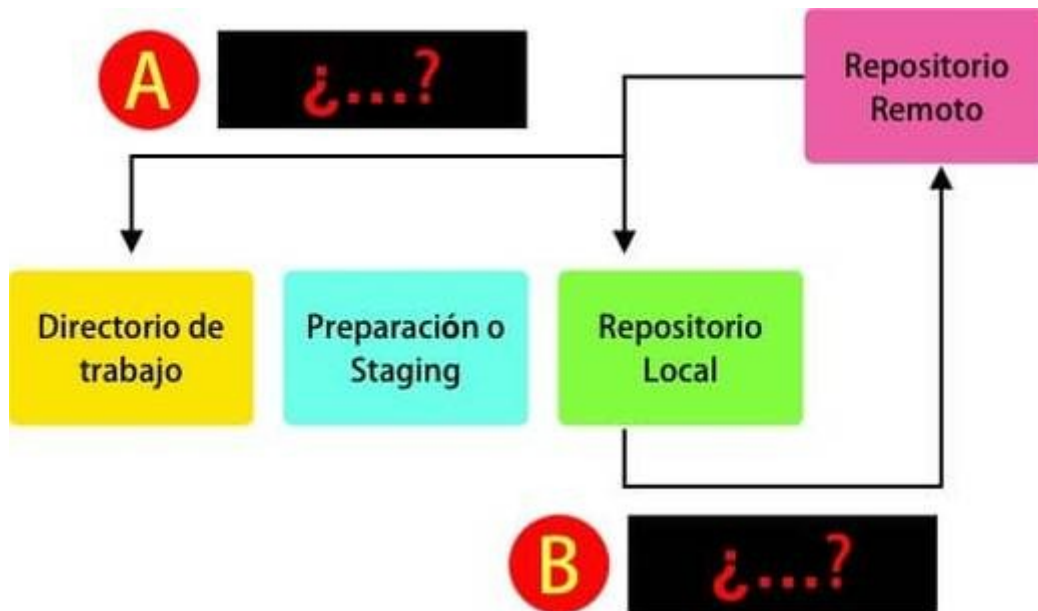 A
¿...?
Repositorio
Remoto
Directorio de
trabajo
Preparación o
Staging
Repositorio
Local
B
¿...?